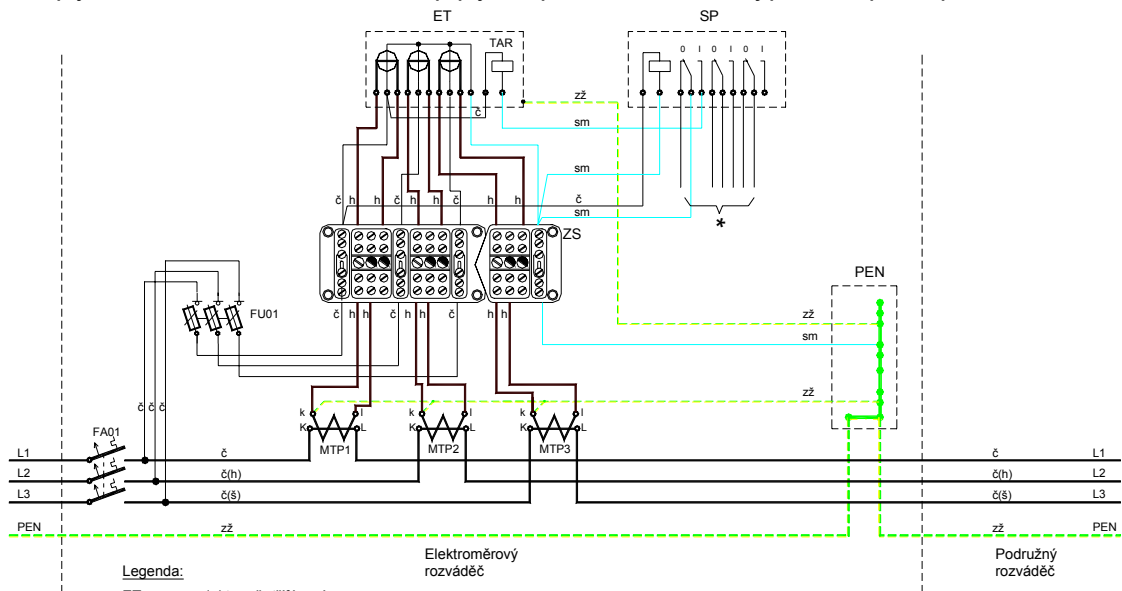 ET
SP
TAR
0 I 0 I 0 I
č
zž
sm
sm
č h h č h h č h h
č
sm
*
ZS
PEN
FU01
zž
sm
č h h č h h č h h
zž
č č č
k l k l k l
K L K L K L
MTP1 MTP2 MTP3
FA01
L1 č č L1
L2 č(h) č(h) L2
L3 č(š) č(š) L3
PEN zž zž PEN
Elektroměrový
rozváděč
Podružný
rozváděč
Legenda: